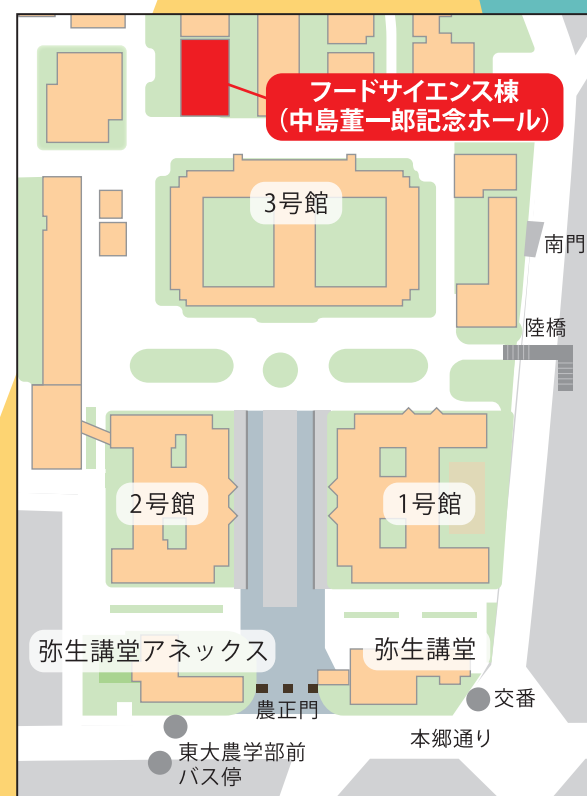 フードサイエンス棟
（中島董一郎記念ホール）
3号館
南門
陸橋
2号館
1号館
弥生講堂アネックス
弥生講堂
農正門
交番
本郷通り
東大農学部前
バス停